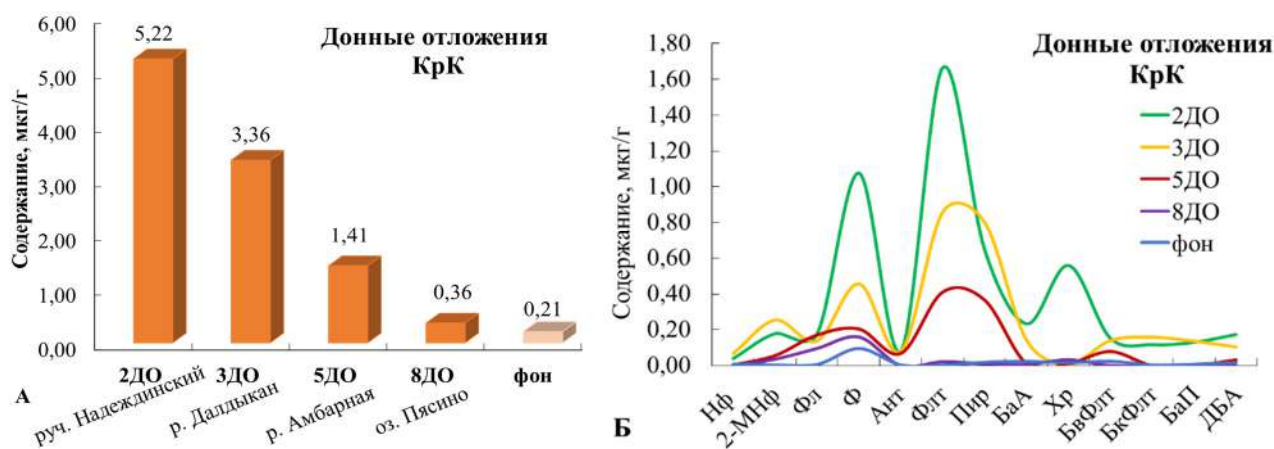 6,00
5,00
4,00
3,00
2,00
1,00
0,00
Содержание, мкг/г
Донные отложения
КрК
5,22
3,36
1,41
0,36
0,21
2ДО
3ДО
5ДО
8ДО
фон
руч. Надеждинский
р. Далдыкан
р. Амбарная
оз. Пясино
А
1,80
1,60
1,40
1,20
1,00
0,80
0,60
0,40
0,20
0,00
Содержание, мкг/г
Донные отложения
КрК
2ДО
3ДО
5ДО
8ДО
фон
Нф
2-МНф
Фл
Ф
Ант
Флт
Пир
БаА
Хр
БвФлт
БкФлт
БаП
ДБА
Б